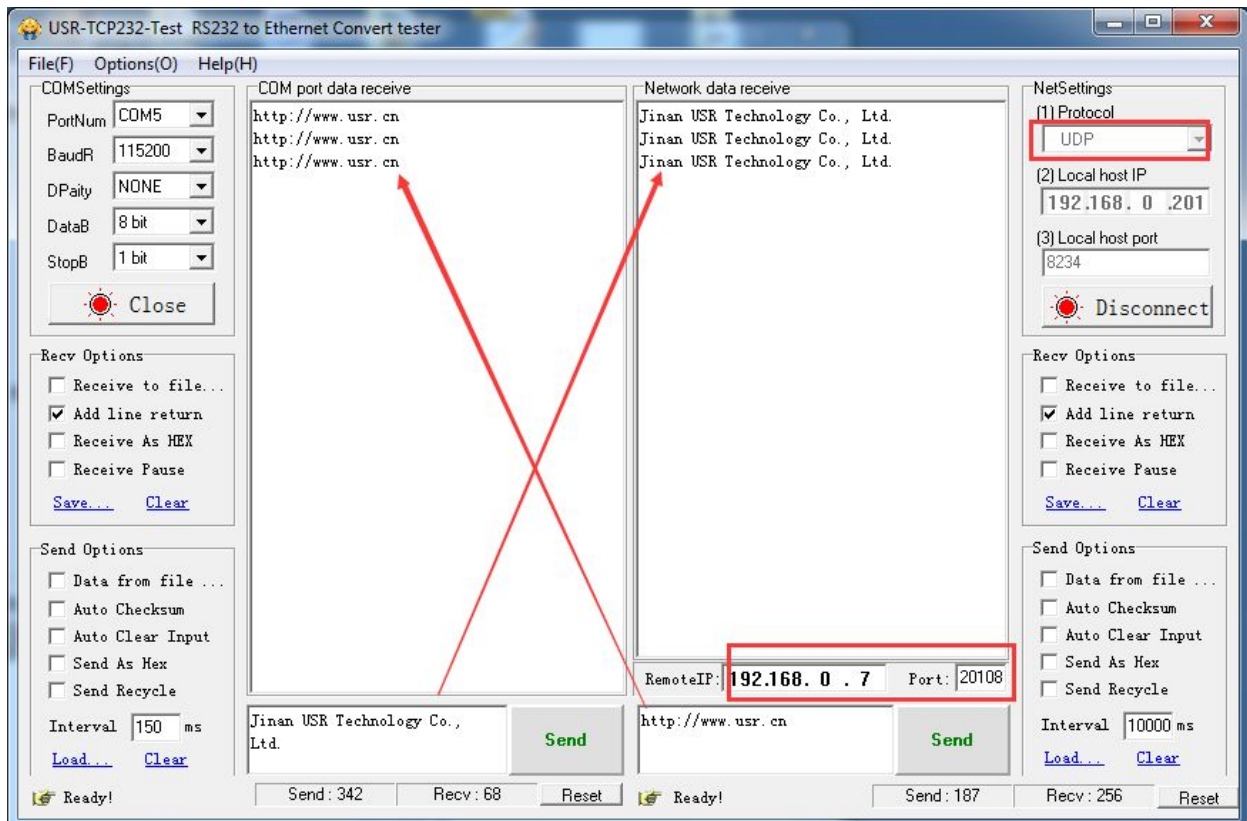 USR-TCP232-Test RS232 to Ethernet Convert tester
File(F) Options(O) Help(H)
COMSettings
PortNum COM5
BaudR 115200
DPaity NONE
DataB 8 bit
StopB 1 bit
Close
Recv Options
Receive to file...
Add line return
Receive As HEX
Receive Pause
Save... Clear
Send Options
Data from file ...
Auto Checksum
Auto Clear Input
Send As Hex
Send Recycle
Interval 150 ms
Load... Clear
COM port data receive
http://www.usr.cn
http://www.usr.cn
http://www.usr.cn
Jinan USR Technology Co.,
Ltd.
Send
Network data receive
Jinan USR Technology Co., Ltd.
Jinan USR Technology Co., Ltd.
Jinan USR Technology Co., Ltd.
RemoteIP: 192.168. 0 . 7 Port: 20108
http://www.usr.cn
Send
NetSettings
(1) Protocol
UDP
(2) Local host IP
192.168. 0 .201
(3) Local host port
8234
Disconnect
Recv Options
Receive to file...
Add line return
Receive As HEX
Receive Pause
Save... Clear
Send Options
Data from file ...
Auto Checksum
Auto Clear Input
Send As Hex
Send Recycle
Interval 10000 ms
Load... Clear
Ready! Send : 342 Recv : 68 Reset
Ready! Send : 187 Recv : 256 Reset